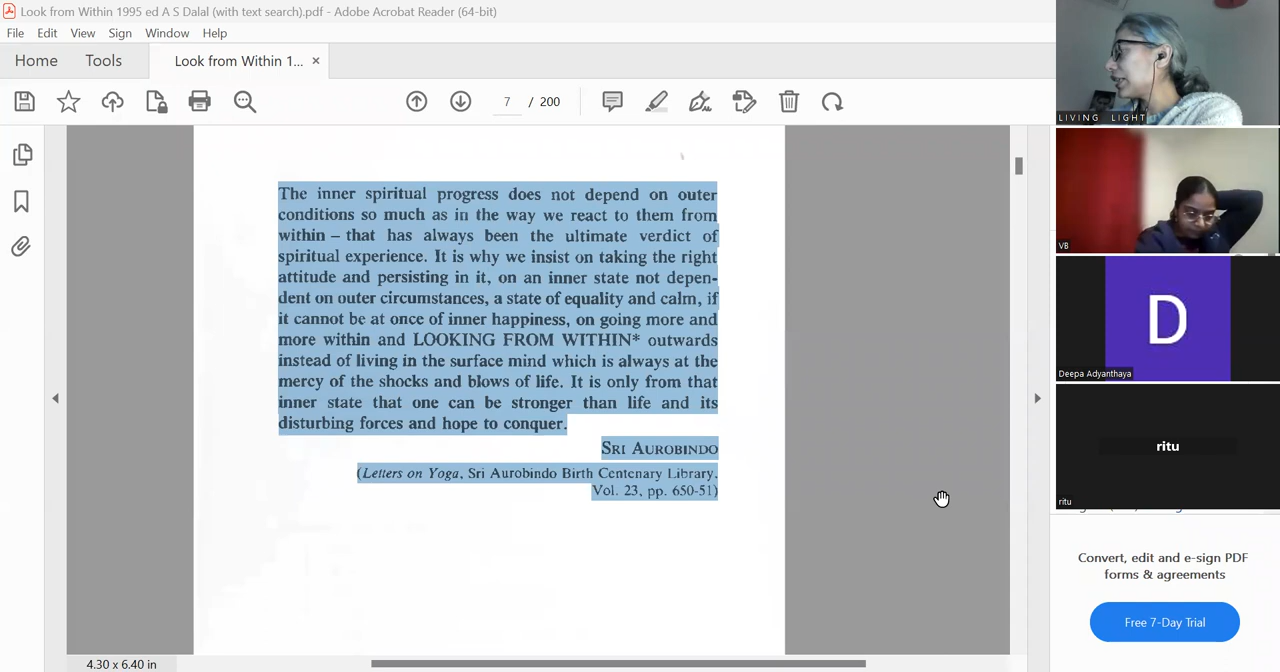 Look from Within 1995 ed A S Dalal (with text search).pdf - Adobe Acrobat Reader (64-bit)
File Edit View Sign Window Help
Home Tools Look from Within 1... ×
7 / 200
The inner spiritual progress does not depend on outer
conditions so much as in the way we react to them from
within – that has always been the ultimate verdict of
spiritual experience. It is why we insist on taking the right
attitude and persisting in it, on an inner state not depen-
dent on outer circumstances, a state of equality and calm, if
it cannot be at once of inner happiness, on going more and
more within and LOOKING FROM WITHIN* outwards
instead of living in the surface mind which is always at the
mercy of the shocks and blows of life. It is only from that
inner state that one can be stronger than life and its
disturbing forces and hope to conquer.
SRI AUROBINDO
(Letters on Yoga, Sri Aurobindo Birth Centenary Library.
Vol. 23, pp. 650-51)
4.30 x 6.40 in
LIVING LIGHT
VB
D
Deepa Adyanthaya
ritu
ritu
Convert, edit and e-sign PDF
forms & agreements
Free 7-Day Trial